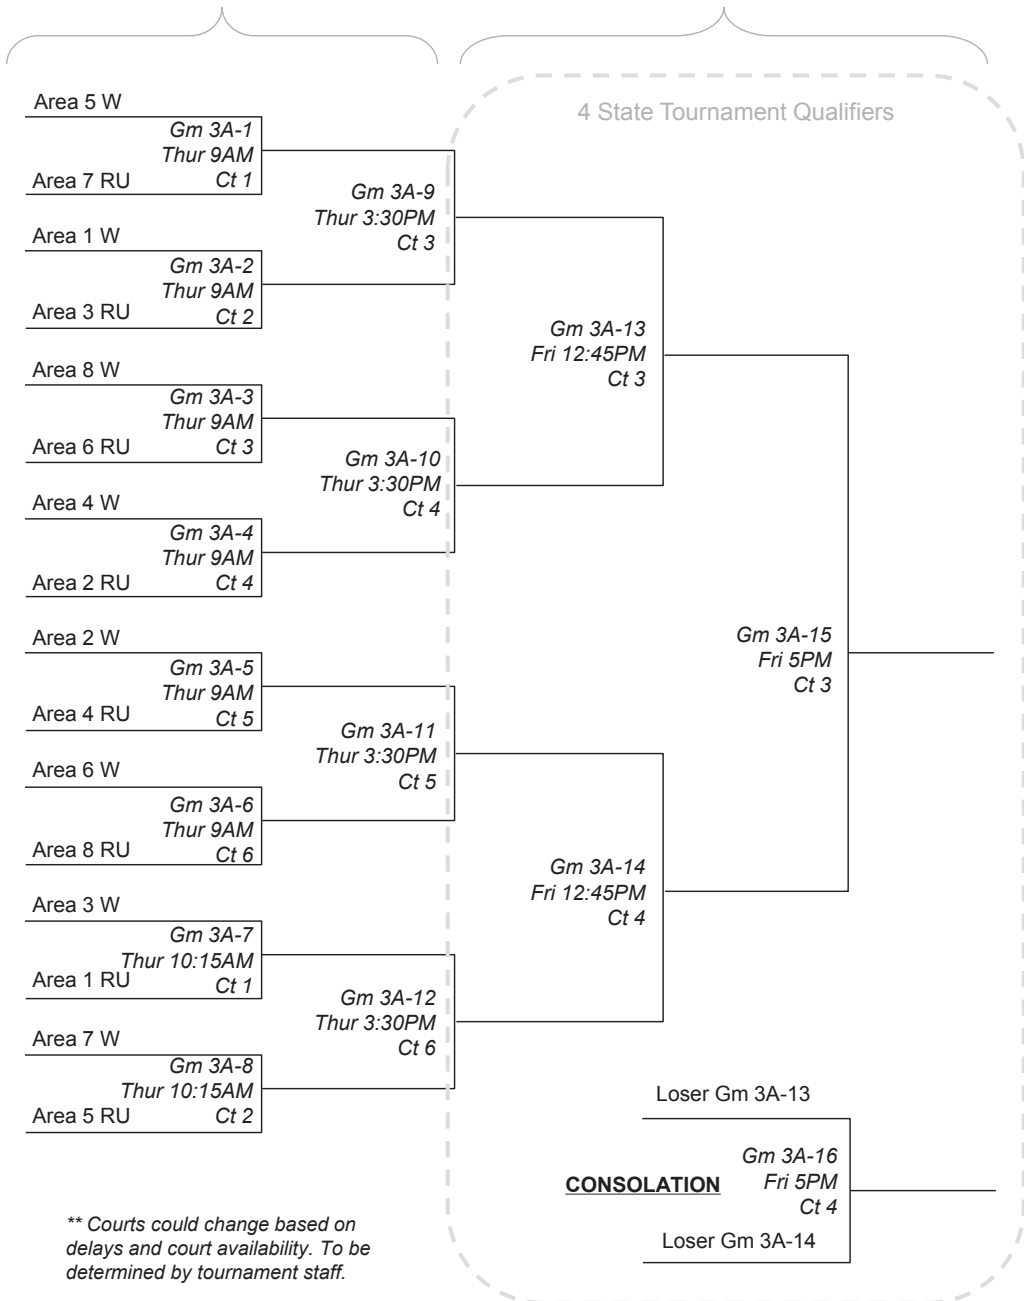 4 State Tournament Qualifiers
Area 5 W
Gm 3A-1
Thur 9AM
Area 7 RU
Ct 1
Area 1 W
Gm 3A-2
Thur 9AM
Area 3 RU
Ct 2
Area 8 W
Gm 3A-3
Thur 9AM
Area 6 RU
Ct 3
Area 4 W
Gm 3A-4
Thur 9AM
Area 2 RU
Ct 4
Area 2 W
Gm 3A-5
Thur 9AM
Area 4 RU
Ct 5
Area 6 W
Gm 3A-6
Thur 9AM
Area 8 RU
Ct 6
Area 3 W
Gm 3A-7
Thur 10:15AM
Area 1 RU
Ct 1
Area 7 W
Gm 3A-8
Thur 10:15AM
Area 5 RU
Ct 2
Gm 3A-9
Thur 3:30PM
Ct 3
Gm 3A-10
Thur 3:30PM
Ct 4
Gm 3A-11
Thur 3:30PM
Ct 5
Gm 3A-12
Thur 3:30PM
Ct 6
Gm 3A-13
Fri 12:45PM
Ct 3
Gm 3A-14
Fri 12:45PM
Ct 4
Gm 3A-15
Fri 5PM
Ct 3
Loser Gm 3A-13
Gm 3A-16
CONSOLATION
Fri 5PM
Ct 4
Loser Gm 3A-14
** Courts could change based on
delays and court availability. To be
determined by tournament staff.